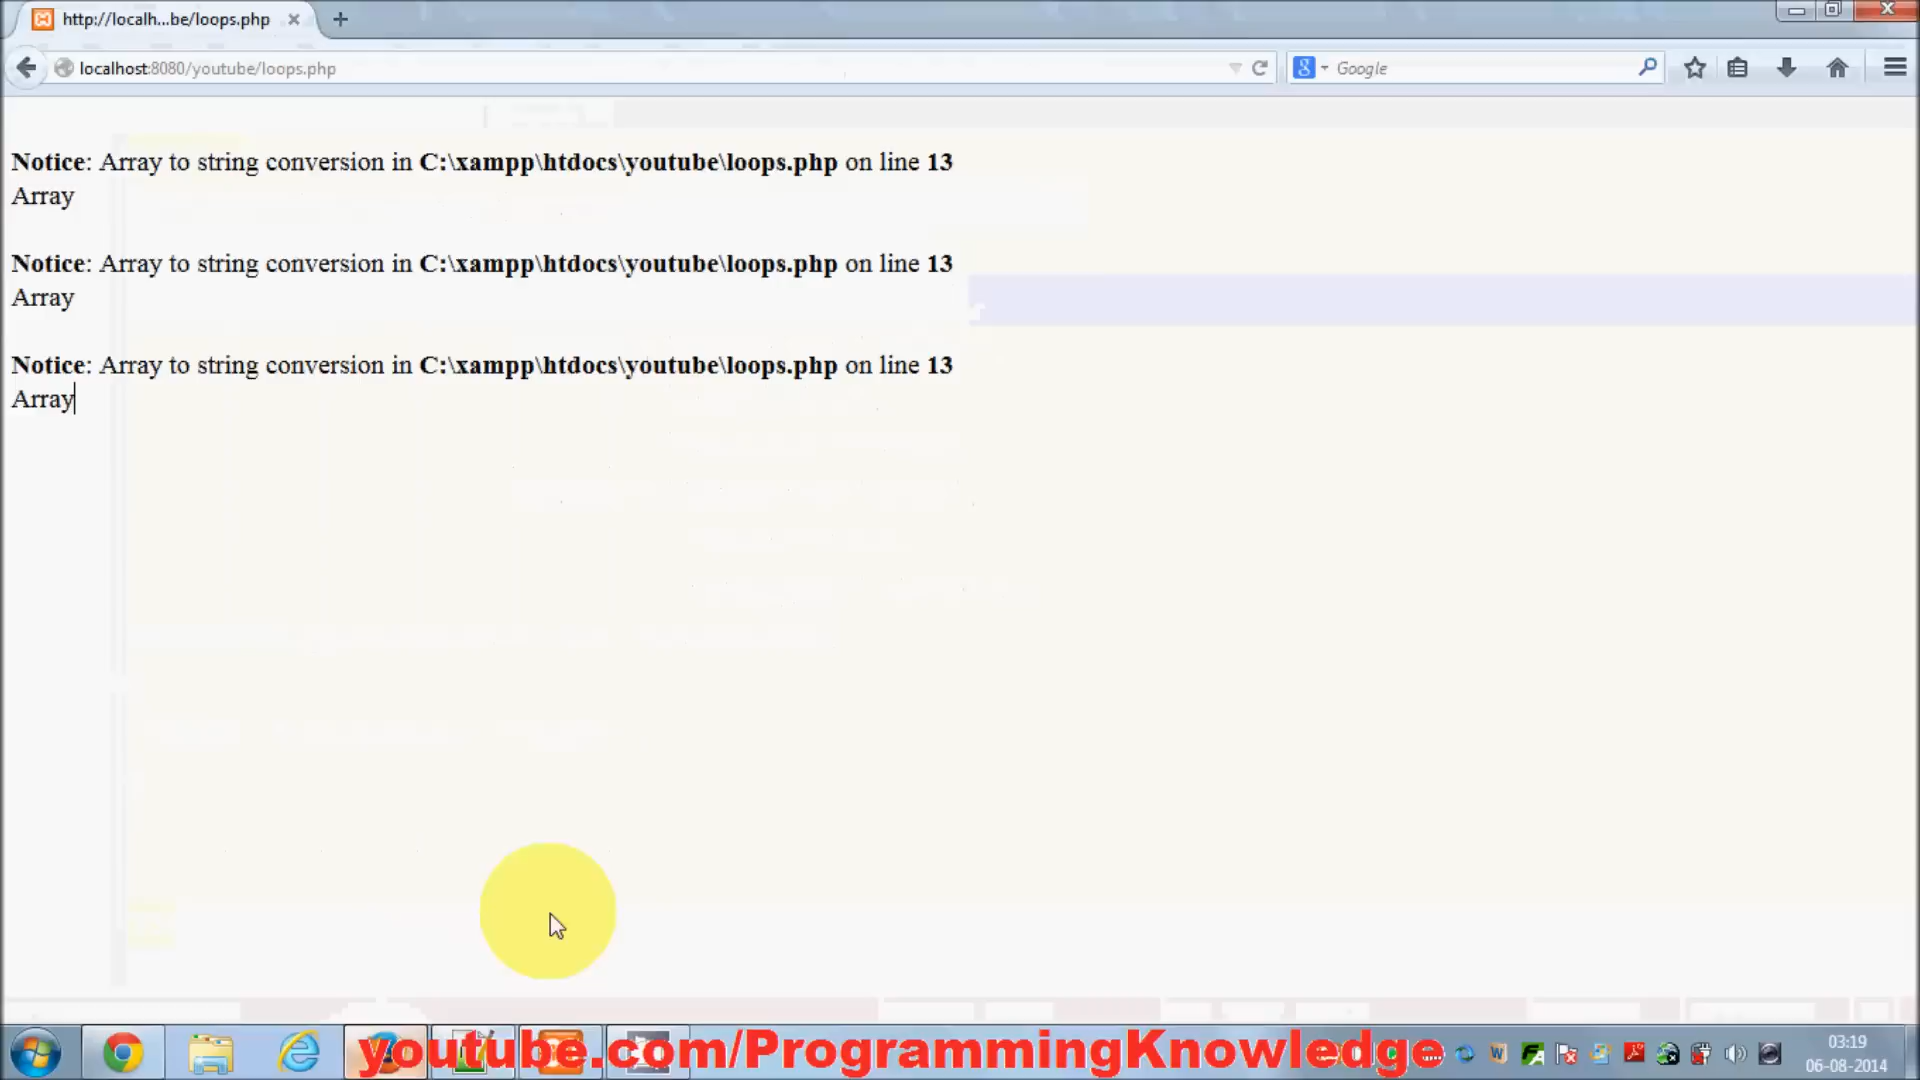 http://localh...be/loops.php
localhost:8080/youtube/loops.php
Google
Notice: Array to string conversion in C:\xampp\htdocs\youtube\loops.php on line 13
Array
Notice: Array to string conversion in C:\xampp\htdocs\youtube\loops.php on line 13
Array
Notice: Array to string conversion in C:\xampp\htdocs\youtube\loops.php on line 13
Array
youtube.com/ProgrammingKnowledge
03:19
06-08-2014